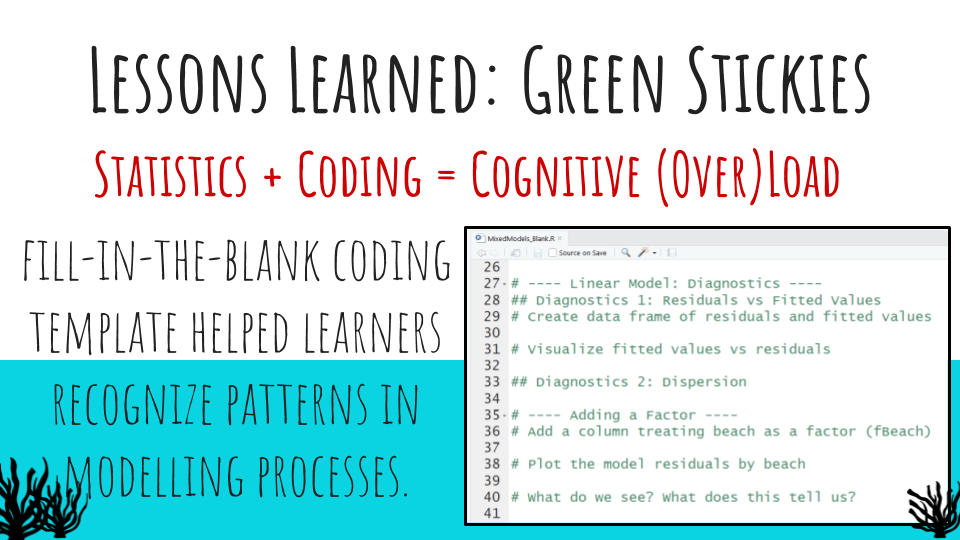 Lessons Learned: Green Stickies
Statistics + Coding = Cognitive (Over)Load
fill-in-the-blank coding
template helped learners
recognize patterns in
modelling processes.
MixedModels_Blank.R ×
Source on Save
26
27 # ---- Linear Model: Diagnostics ----
28 ## Diagnostics 1: Residuals vs Fitted Values
29 # Create data frame of residuals and fitted values
30
31 # Visualize fitted values vs residuals
32
33 ## Diagnostics 2: Dispersion
34
35 # ---- Adding a Factor ----
36 # Add a column treating beach as a factor (fBeach)
37
38 # Plot the model residuals by beach
39
40 # What do we see? What does this tell us?
41